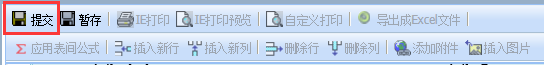 提交 暂存 IE打印 IE打印预览 自定义打印 导出成Excel文件
Σ 应用表间公式 插入新行 插入新列 删除行 删除列 添加附件 插入图片